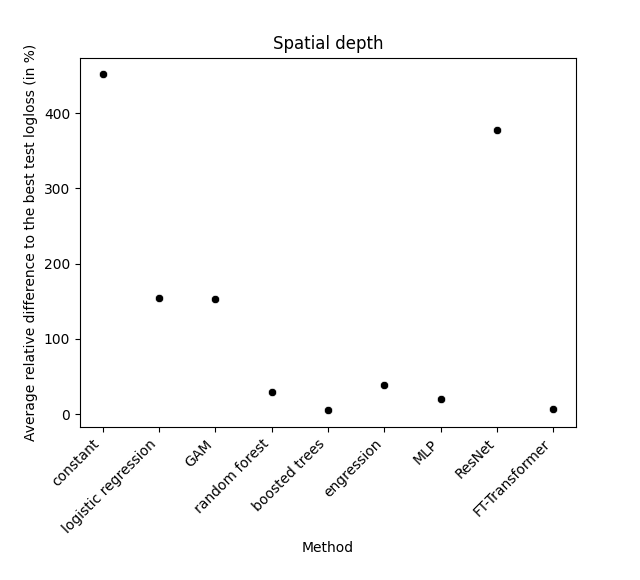 Spatial depth
Average relative difference to the best test logloss (in %)
400
300
200
100
0
constant
logistic regression
GAM
random forest
boosted trees
engression
MLP
ResNet
FT-Transformer
Method